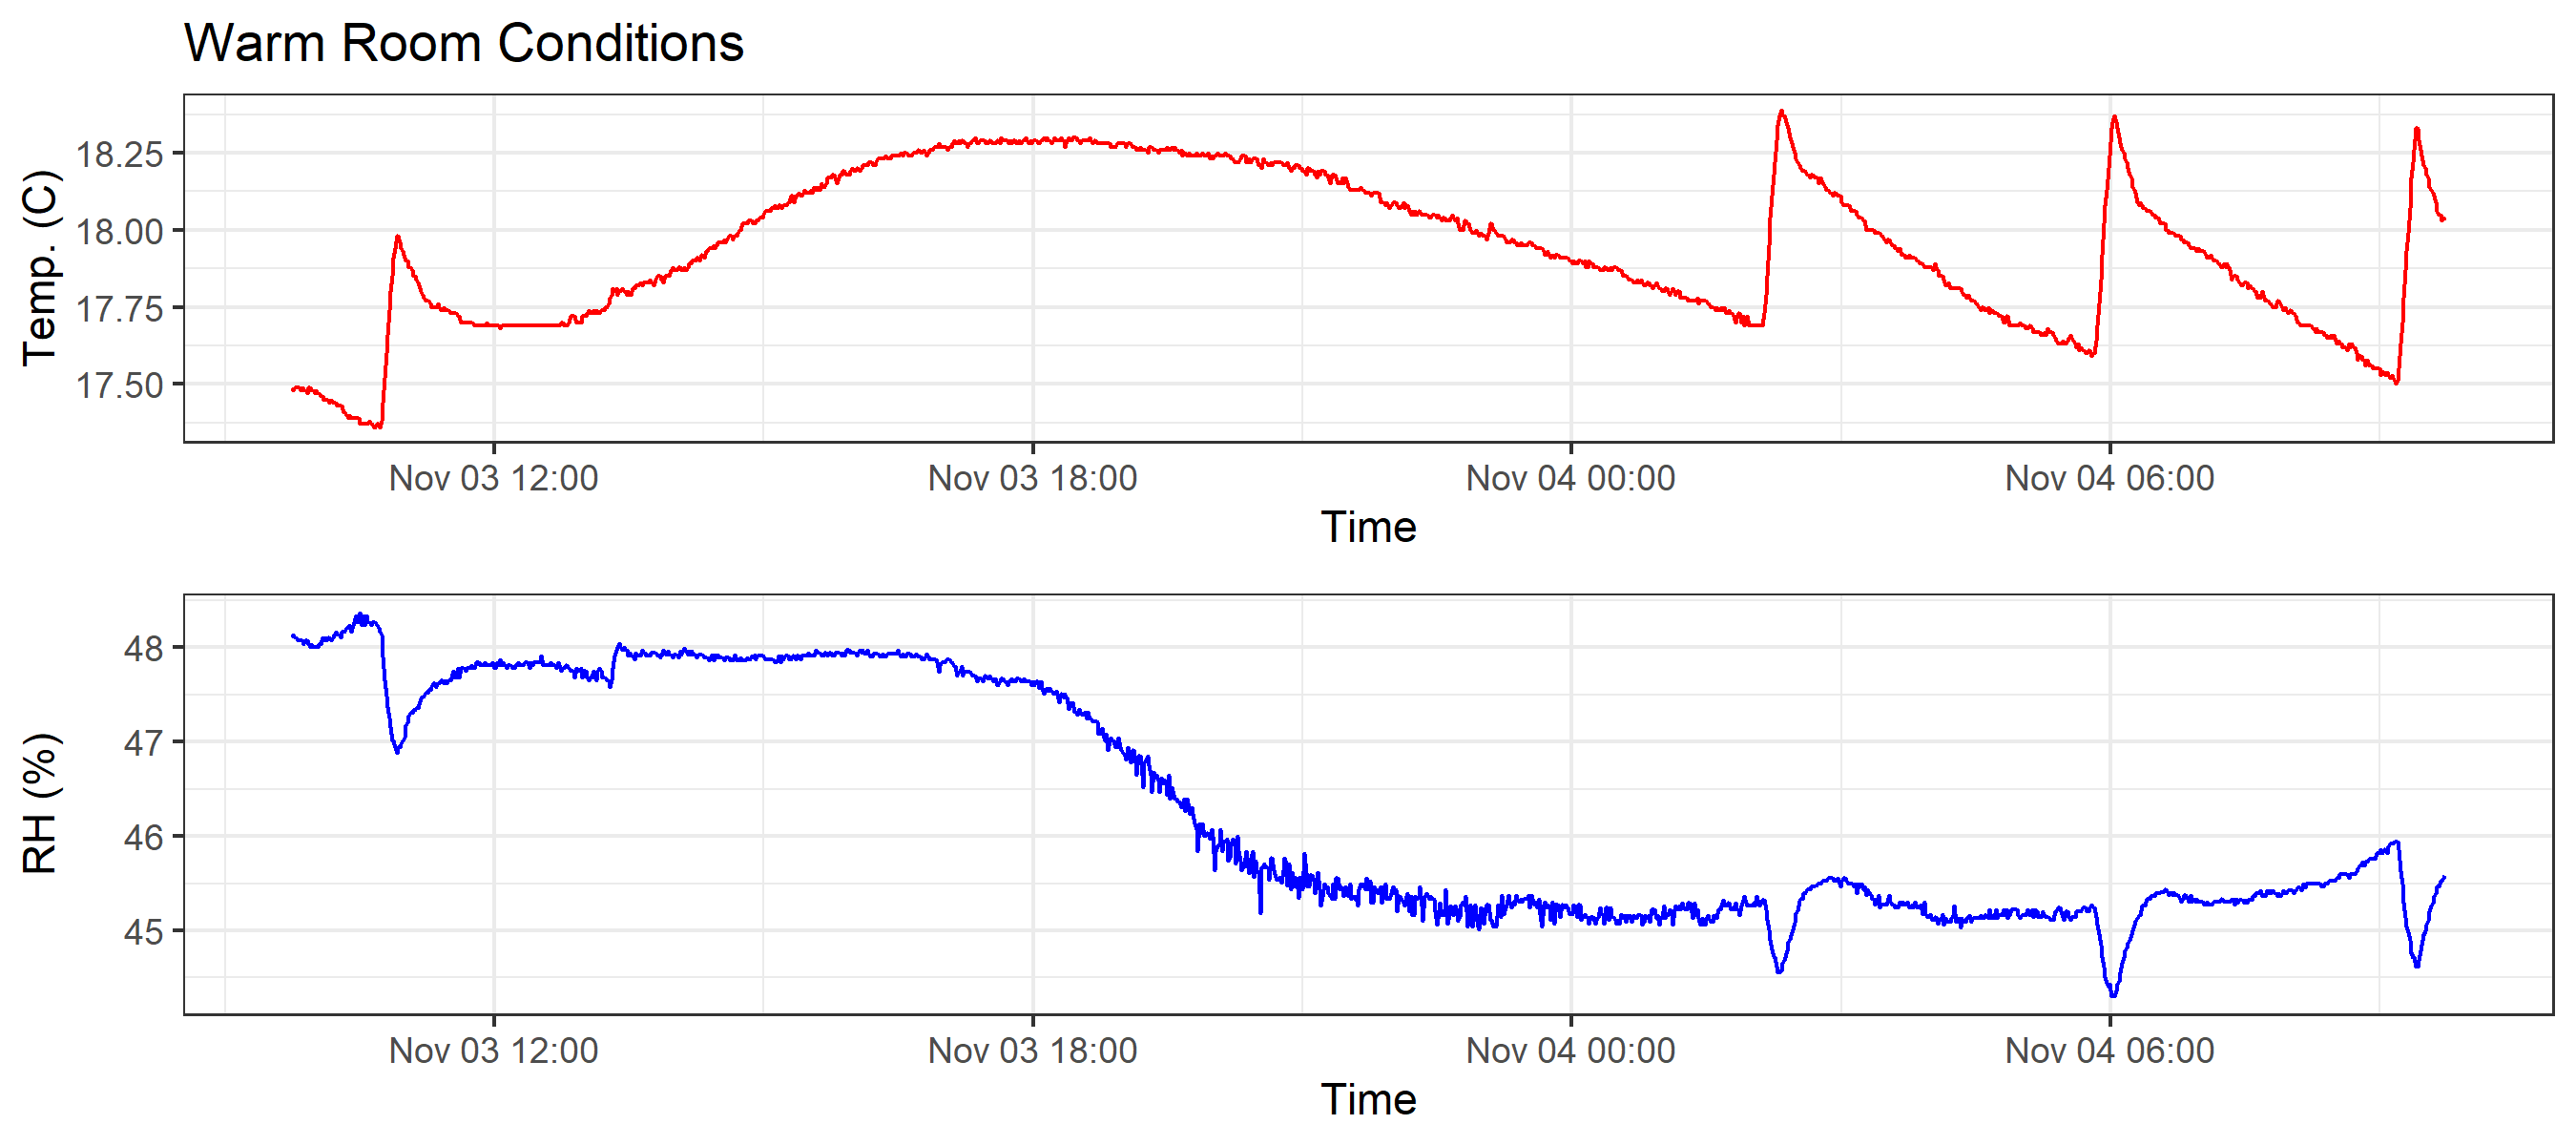 Warm Room Conditions
Temp. (C)
18.25
18.00
17.75
17.50
Nov 03 12:00 Nov 03 18:00 Nov 04 00:00 Nov 04 06:00
Time
RH (%)
48
47
46
45
Nov 03 12:00 Nov 03 18:00 Nov 04 00:00 Nov 04 06:00
Time